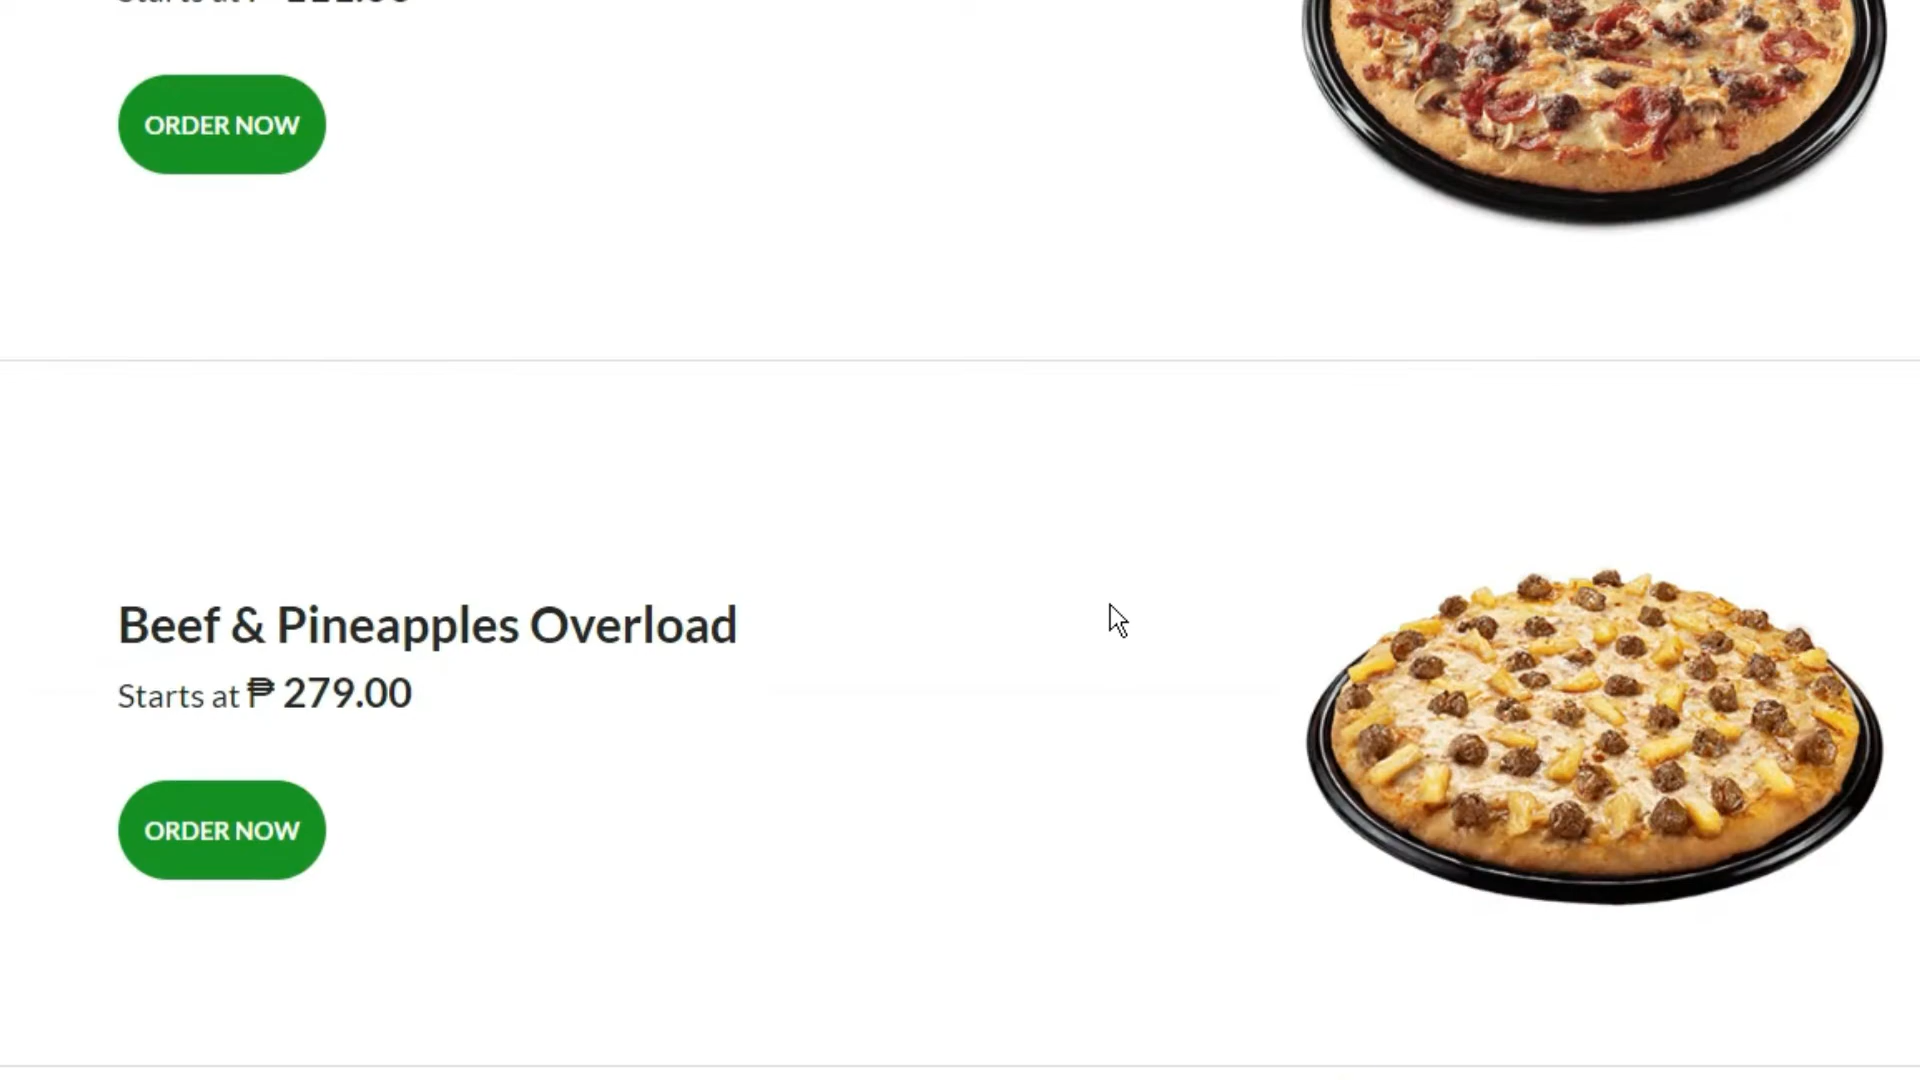 ORDER NOW
Beef & Pineapples Overload
Starts at ₱ 279.00
ORDER NOW